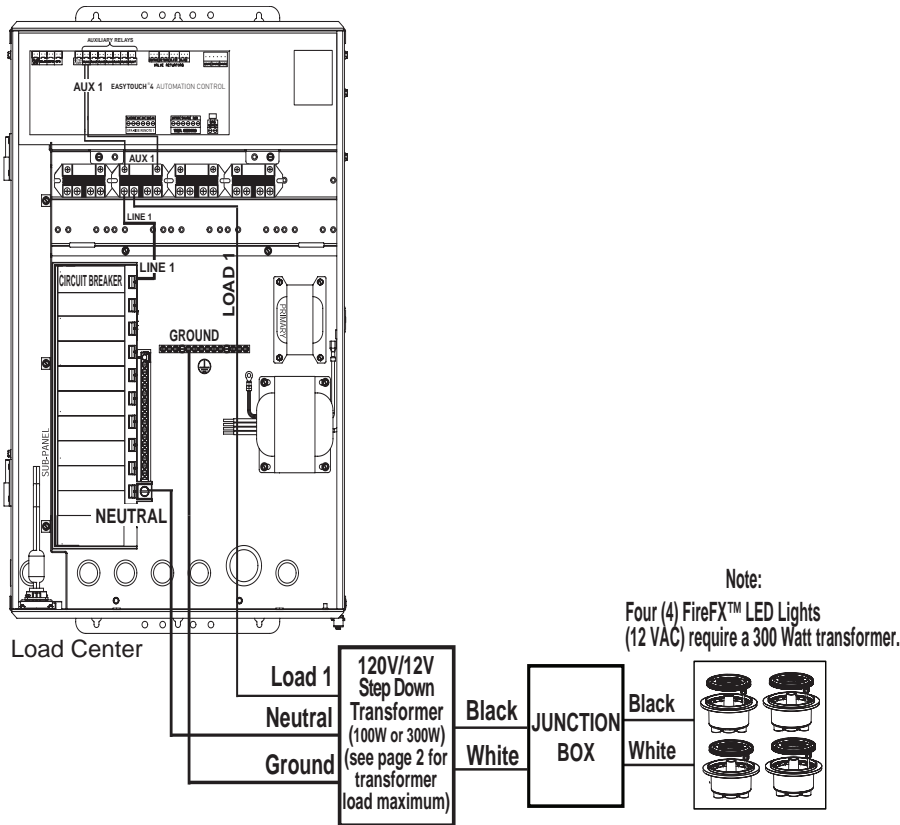 AUXILIARY RELAYS
VALVE ACTUATORS
AUX 1
EASYTOUCH™4 AUTOMATION CONTROL
AUX 1
LINE 1
LINE 1
CIRCUIT BREAKER
LOAD 1
PRIMARY
GROUND
SUB-PANEL
NEUTRAL
Load Center
Note:
Four (4) FireFX™ LED Lights
(12 VAC) require a 300 Watt transformer.
Load 1
Neutral
Ground
120V/12V
Step Down
Transformer
(100W or 300W)
(see page 2 for
transformer
load maximum)
Black
White
JUNCTION
BOX
Black
White